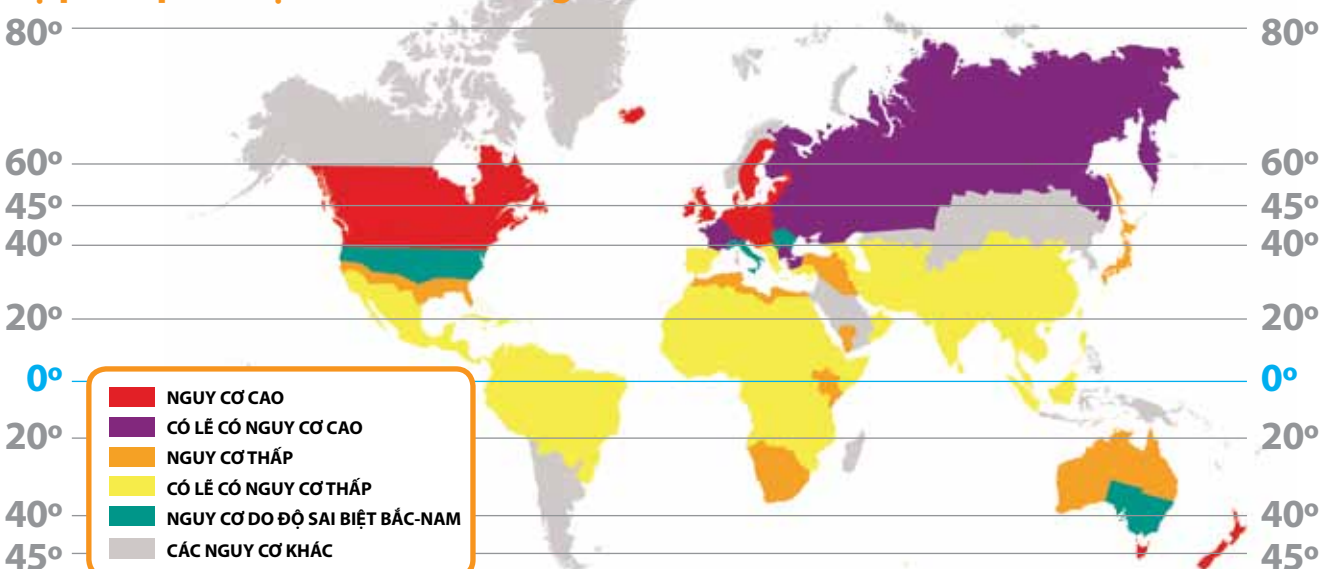 80º 80º
60º 60º
45º 45º
40º 40º
20º 20º
0º 0º
NGUY CƠ CAO
CÓ LẼ CÓ NGUY CƠ CAO
20º 20º
NGUY CƠ THẤP
CÓ LẼ CÓ NGUY CƠ THẤP
40º 40º
NGUY CƠ DO ĐỘ SAI BIỆT BẮC-NAM
CÁC NGUY CƠ KHÁC
45º 45º